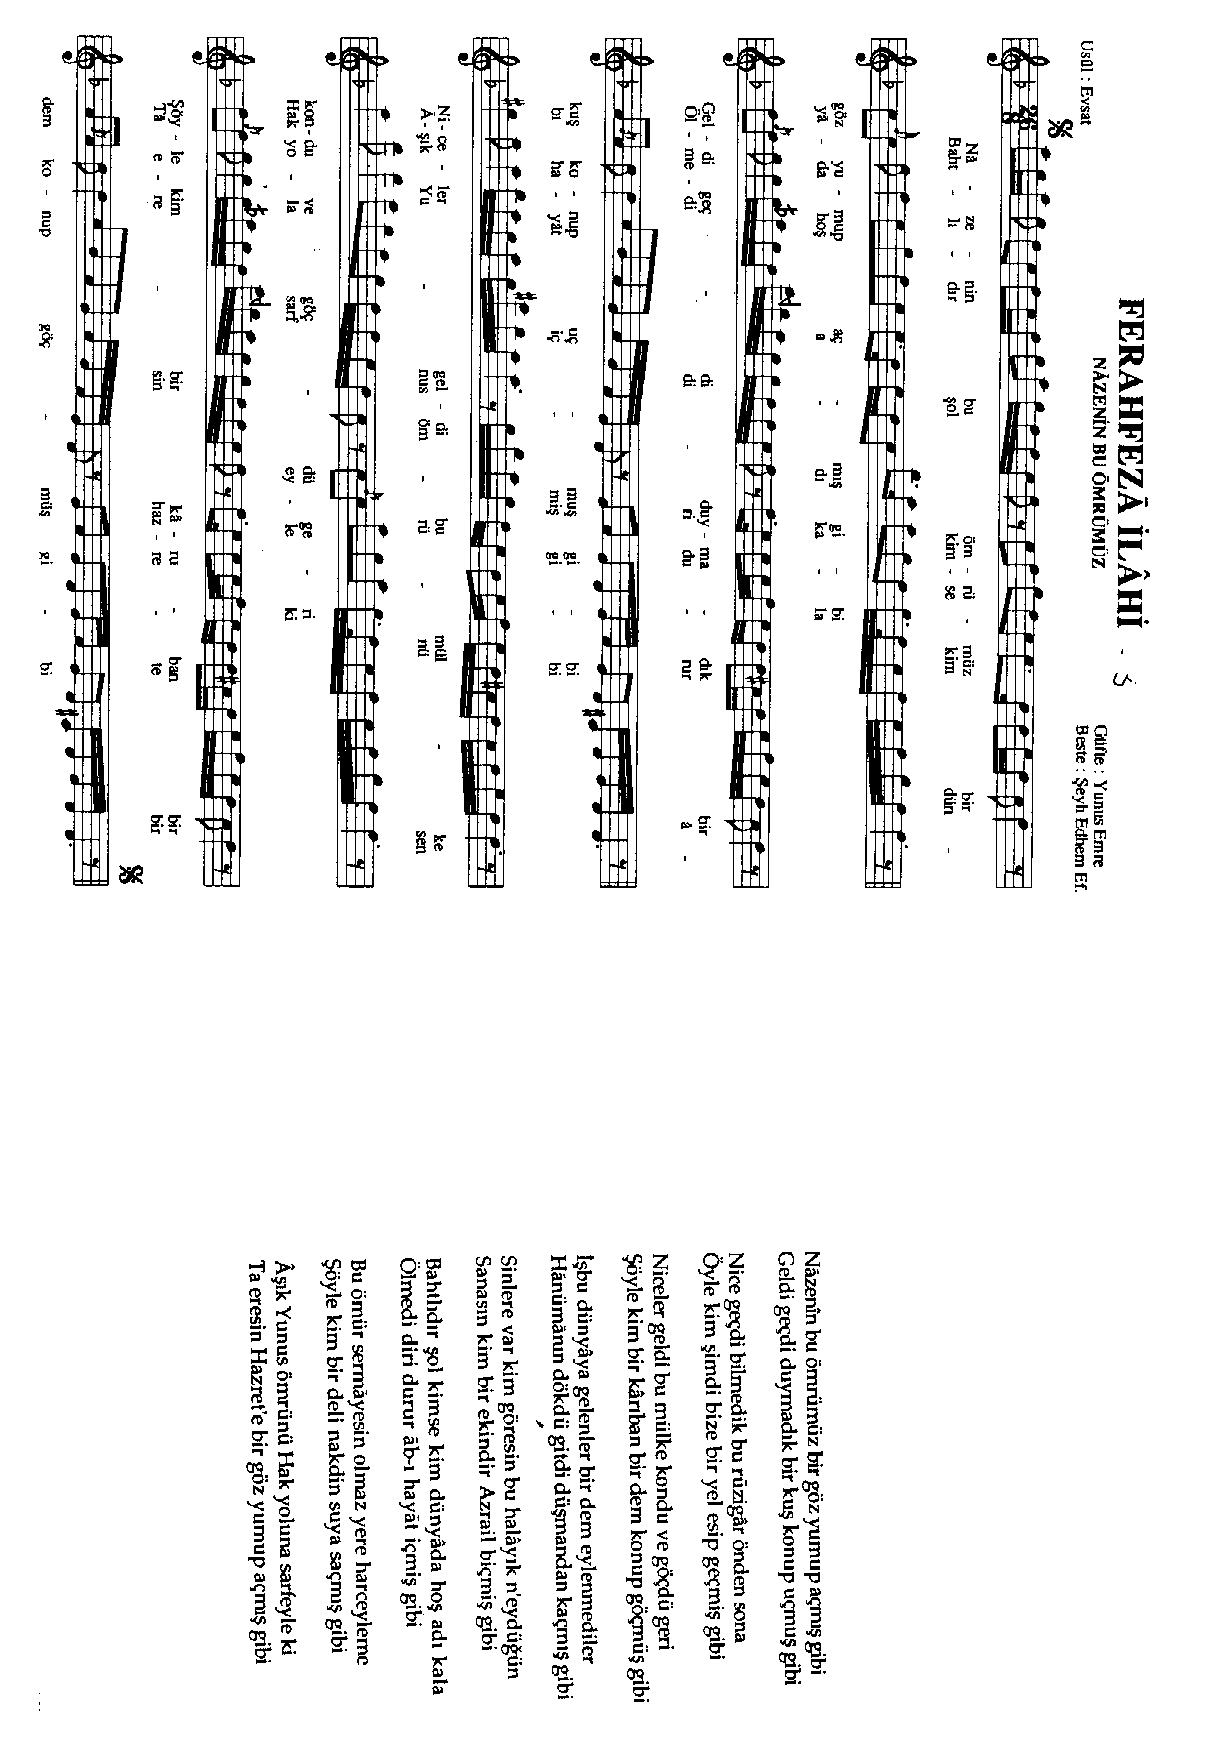 FERAHFEZÂ İLÂHİ - 3
NÂZENİN BU ÖMRÜMÜZ
Usûl : Evsat
Güfte : Yunus Emre
Beste : Şeyh Edhem Ef.
26
8
Nâ - ze - nin bu öm - rü - müz bir
Baht - lı - dır şol kim - se kim dün -
göz yu - mup aç - mış gi - bi
yâ - da hoş a - dı ka - la
Gel - di geç - di duy - ma - dık bir
Öl - me - di di - ri du - rur a -
kuş ko - nup uç - muş gi - bi
bı ha - yât iç - miş gi - bi
Ni - ce - ler gel - di bu mül - ke
 - şık Yu - nus öm - rü - nü sen
kon - du ve göç - dü ge - ri
Hak yo - la sarf ey - le ki
Şöy - le kim bir kâ - ru - ban bir
Tâ e - re - sin haz - re - te bir
dem ko - nup göç - müş gi - bi
Nâzenîn bu ömrümüz bir göz yumup açmış gibi
Geldi geçdi duymadık bir kuş konup uçmuş gibi
Nice geçdi bilmedik bu rüzigâr önden sona
Öyle kim şimdi bize bir yel esip geçmiş gibi
Niceler geldi bu mülke kondu ve göçdü geri
Şöyle kim bir kârıban bir dem konup göçmüş gibi
İşbu dünyâya gelenler bir dem eylenmediler
Hânümânın dökdü gitdi düşmandan kaçmış gibi
Sinlere var kim göresin bu halâyık n'eydüğün
Sanasın kim bir ekindir Azrail biçmiş gibi
Bahtlıdır şol kimse kim dünyâda hoş adı kala
Ölmedi diri durur âb-ı hayât içmiş gibi
Bu ömür sermâyesin olmaz yere harceyleme
Şöyle kim bir deli nakdin suya saçmış gibi
Âşık Yunus ömrünü Hak yoluna sarfeyle ki
Ta eresin Hazret'e bir göz yumup açmış gibi